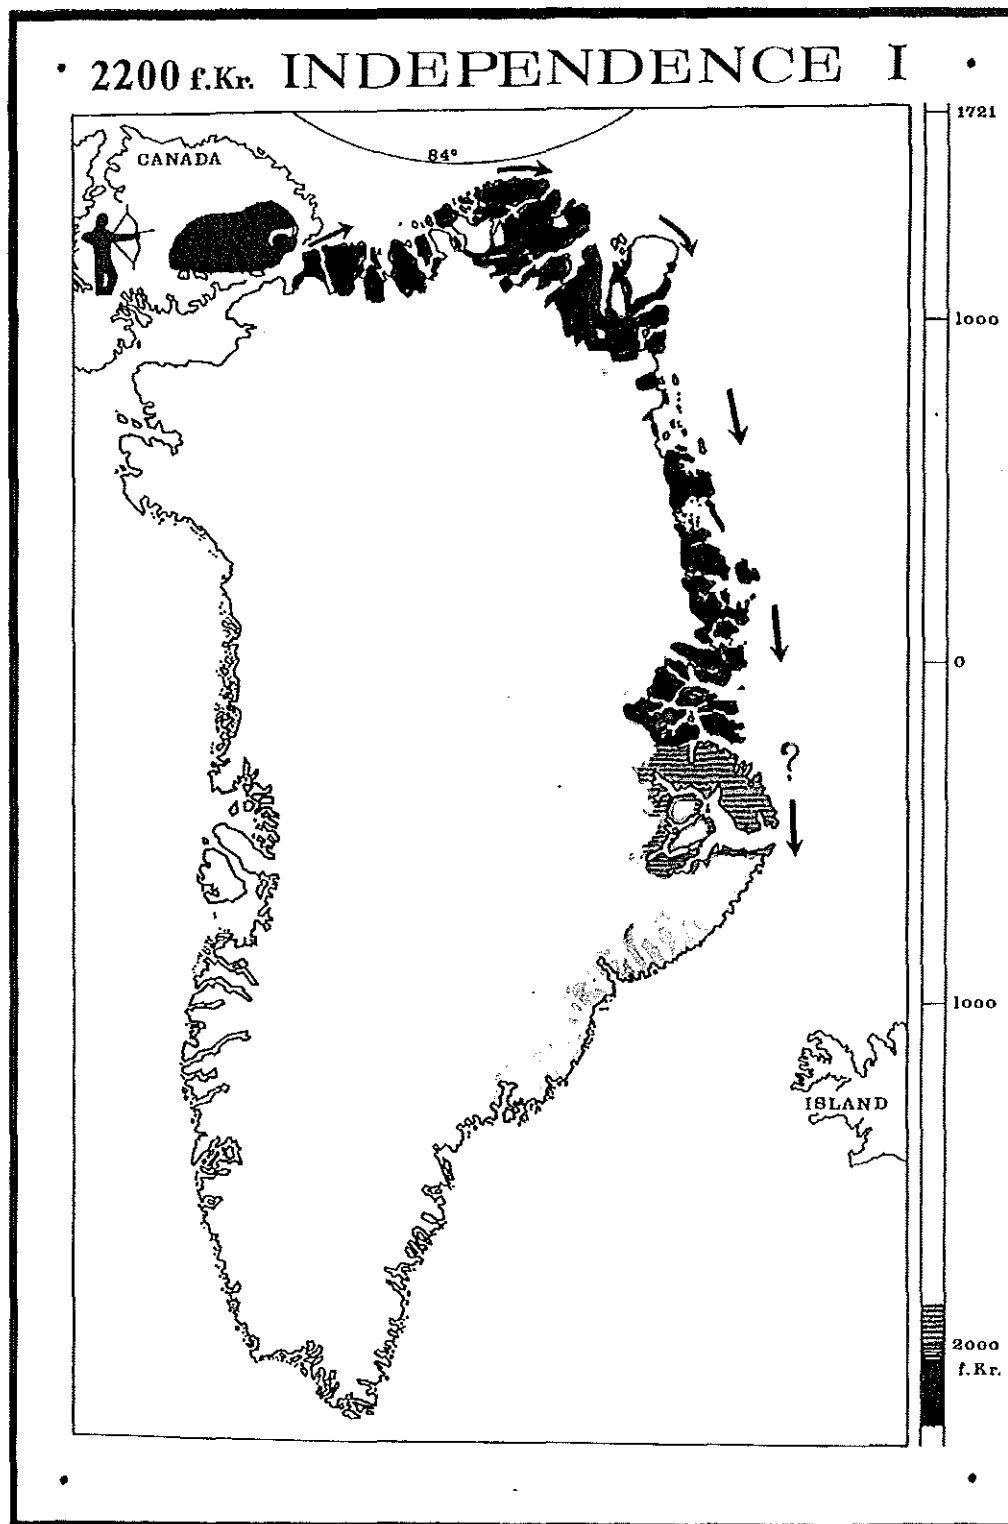 2200 f.Kr. INDEPENDENCE I
1721
84°
CANADA
1000
0
?
1000
ISLAND
2000
f.Kr.